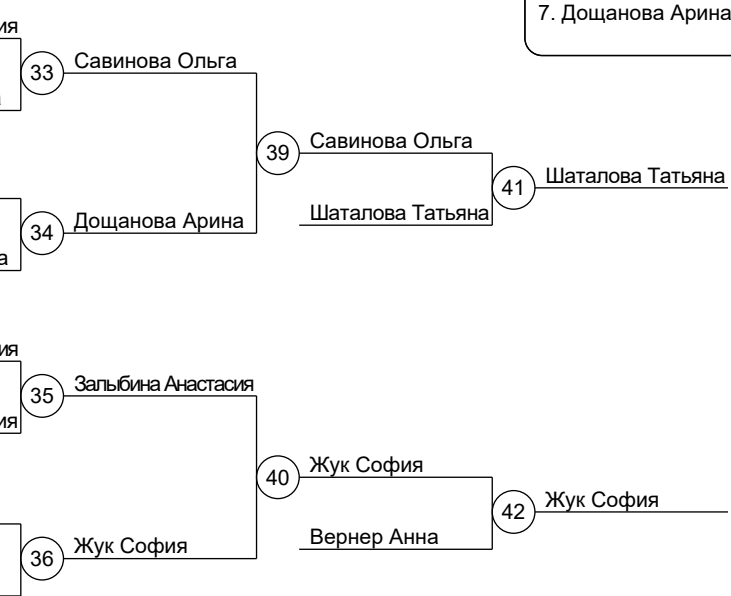 7. Дощанова Арина
33
Савинова Ольга
39
Савинова Ольга
41
Шаталова Татьяна
Шаталова Татьяна
34
Дощанова Арина
35
Залыбина Анастасия
40
Жук София
42
Жук София
Вернер Анна
36
Жук София